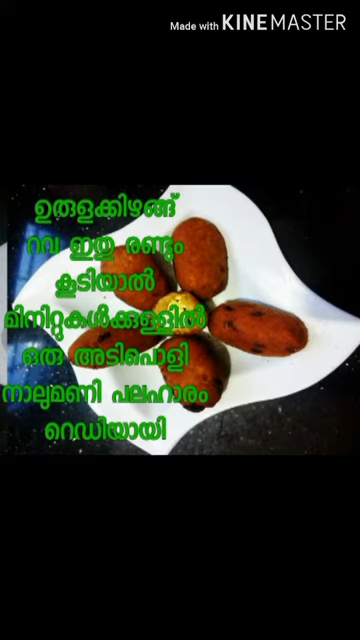 Made with KINEMASTER
ഉരുളക്കിഴങ്ങ്
റവ ഇതു രണ്ടും
കൂടിയാൽ
മിനിറ്റുകൾക്കുള്ളിൽ
ഒരു അടിപൊളി
നാലുമണി പലഹാരം
റെഡിയായി